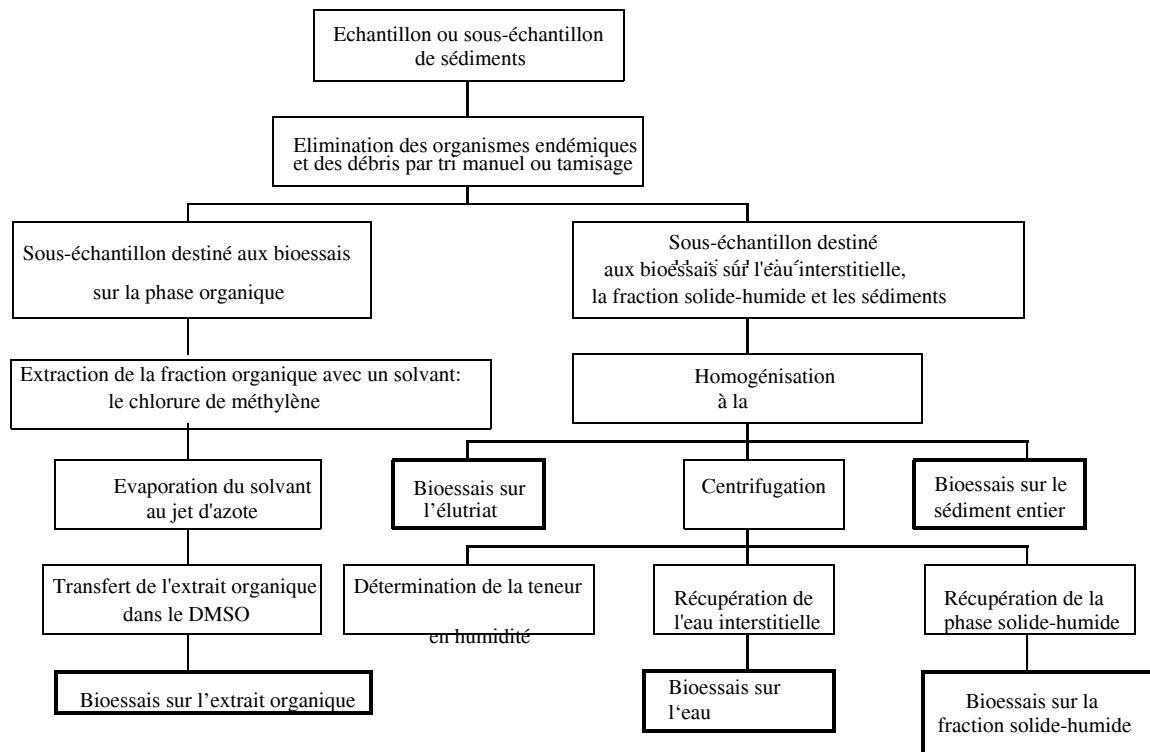 Echantillon ou sous-échantillon
de sédiments
Elimination des organismes endémiques
et des débris par tri manuel ou tamisage
Sous-échantillon destiné aux bioessais
sur la phase organique
Sous-échantillon destiné
aux bioessais sur l'eau interstitielle,
la fraction solide-humide et les sédiments
Extraction de la fraction organique avec un solvant:
le chlorure de méthylène
Homogénisation
à la
Evaporation du solvant
au jet d'azote
Bioessais sur
l'élutriat
Centrifugation
Bioessais sur le
sédiment entier
Transfert de l'extrait organique
dans le DMSO
Détermination de la teneur
en humidité
Récupération de
l'eau interstitielle
Récupération de la
phase solide-humide
Bioessais sur l'extrait organique
Bioessais sur
l'eau
Bioessais sur la
fraction solide-humide